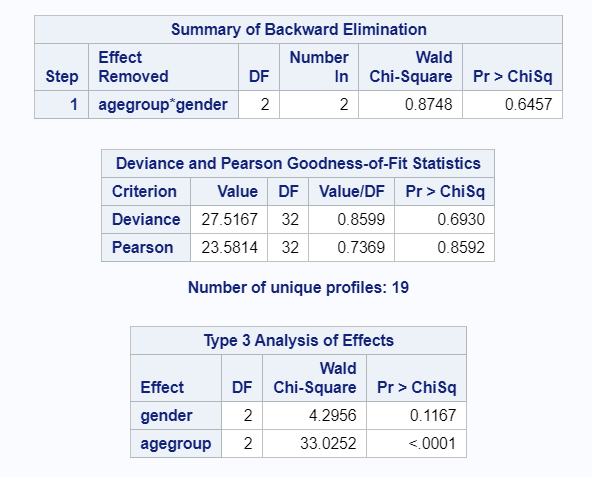 Summary of Backward Elimination
Step Effect Removed DF Number In Wald Chi-Square Pr > ChiSq
1 agegroup*gender 2 2 0.8748 0.6457
Deviance and Pearson Goodness-of-Fit Statistics
Criterion Value DF Value/DF Pr > ChiSq
Deviance 27.5167 32 0.8599 0.6930
Pearson 23.5814 32 0.7369 0.8592
Number of unique profiles: 19
Type 3 Analysis of Effects
Effect DF Wald Chi-Square Pr > ChiSq
gender 2 4.2956 0.1167
agegroup 2 33.0252 <.0001